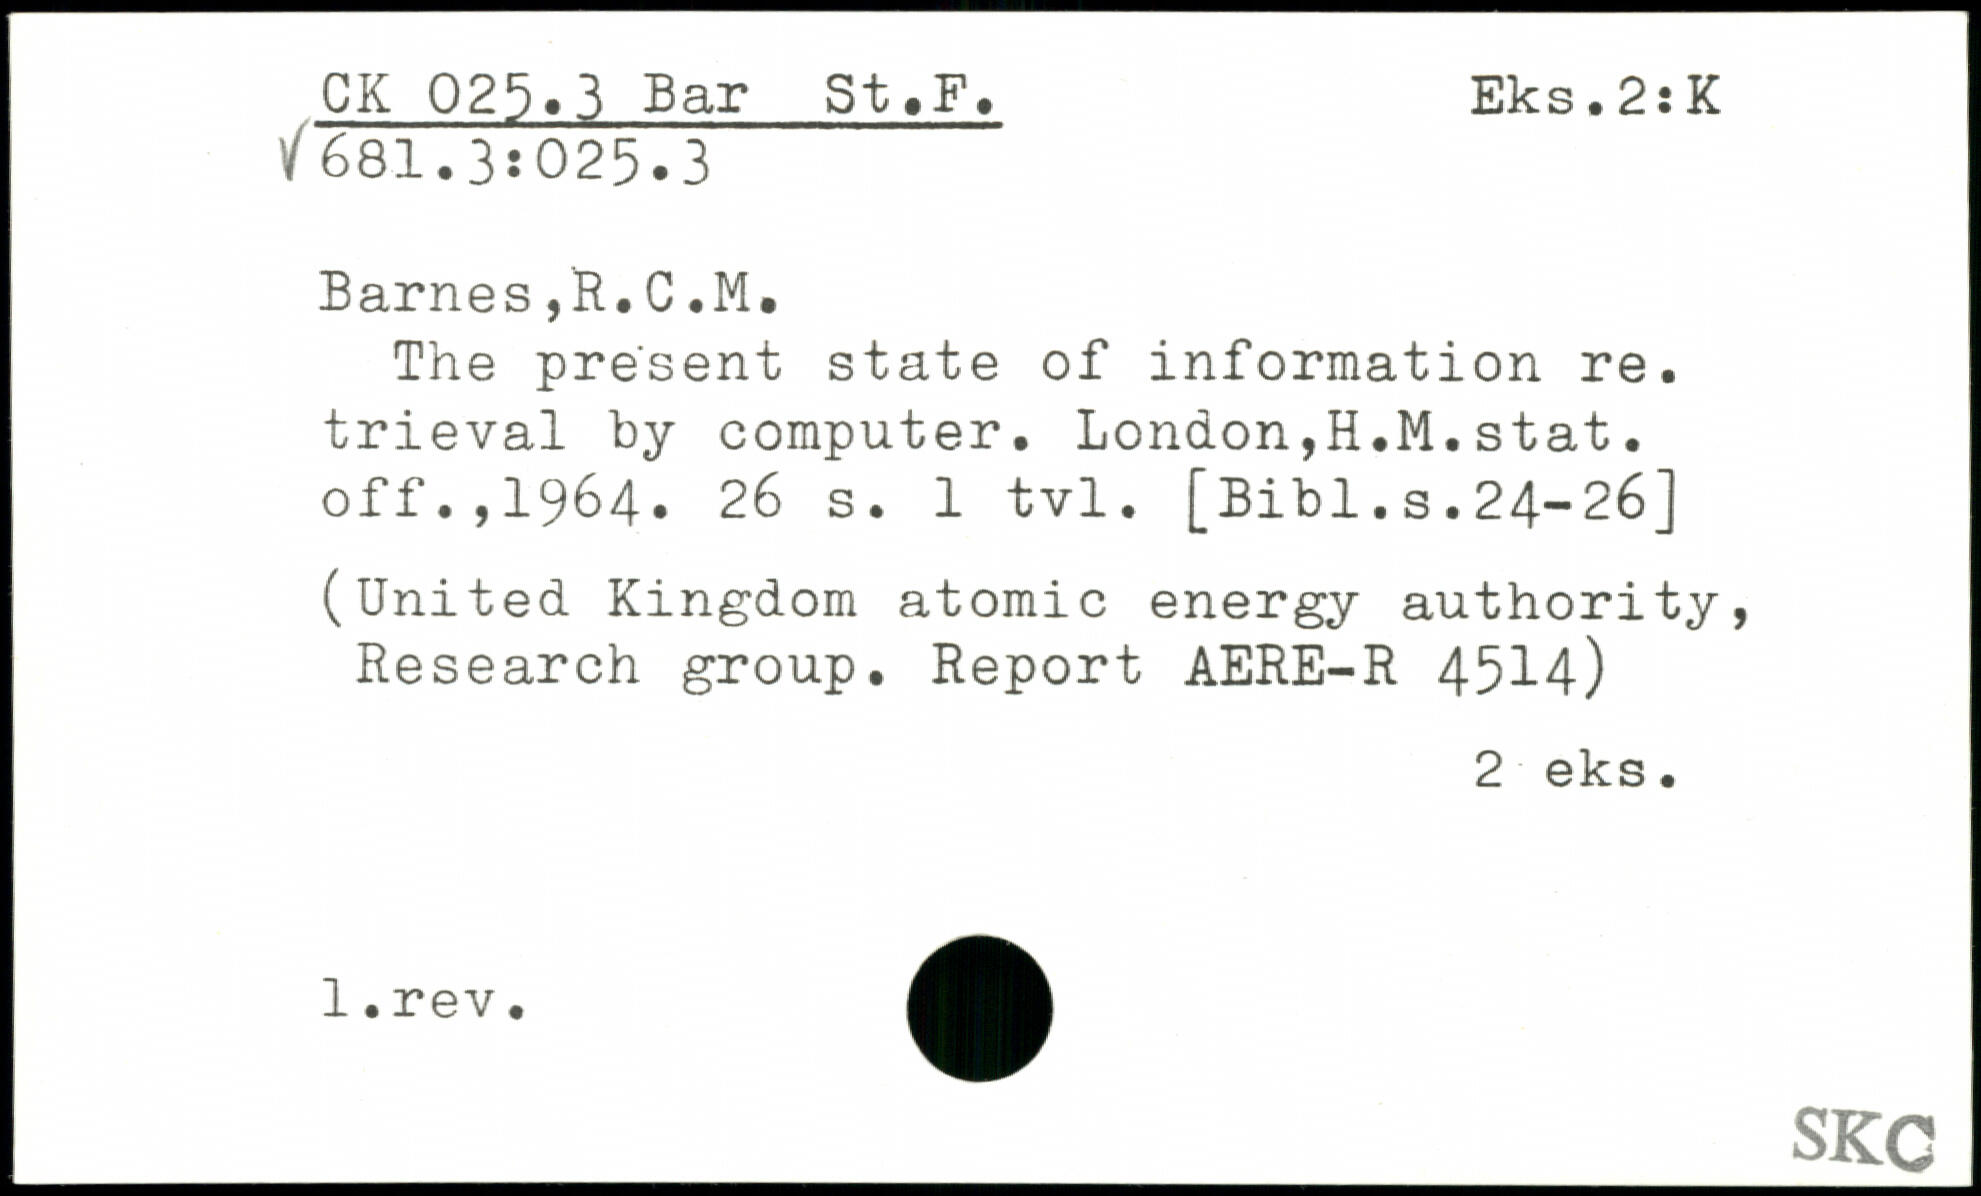 CK 025.3 Bar  St.F.  Eks.2:K
√681.3:025.3
Barnes,R.C.M.
The present state of information re.
trieval by computer. London,H.M.stat.
off.,1964. 26 s. 1 tvl. [Bibl.s.24-26]
(United Kingdom atomic energy authority,
Research group. Report AERE-R 4514)
2 eks.
1.rev.
SKC